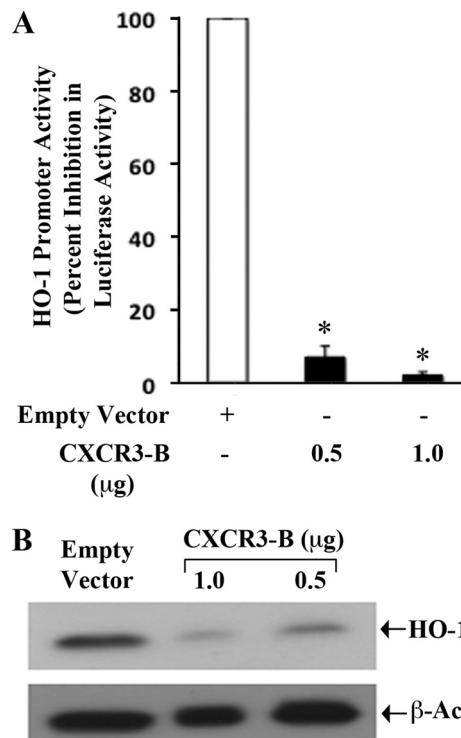 A
HO-1 Promoter Activity
(Percent Inhibition in
Luciferase Activity)
100
80
60
40
20
0
*
*
Empty Vector + - -
CXCR3-B - 0.5 1.0
(μg)
B
Empty
Vector
CXCR3-B (μg)
1.0 0.5
HO-1
β-Ac